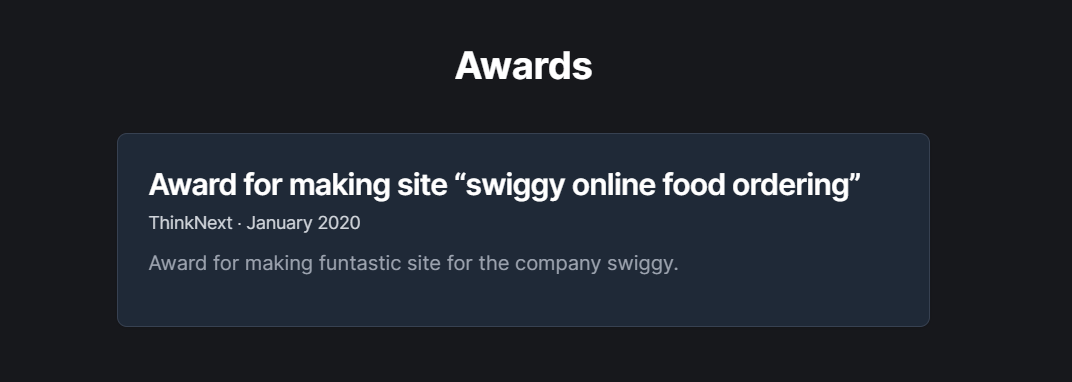 Awards
Award for making site “swiggy online food ordering”
ThinkNext · January 2020
Award for making funtastic site for the company swiggy.